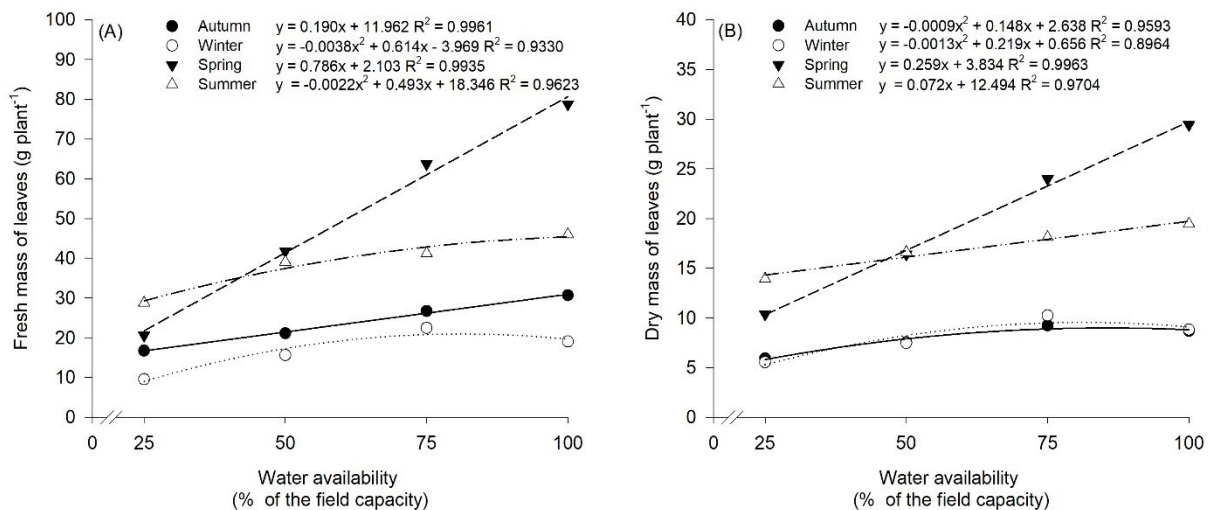 (A)
Autumn y = 0.190x + 11.962 R² = 0.9961
Winter y = -0.0038x² + 0.614x - 3.969 R² = 0.9330
Spring y = 0.786x + 2.103 R² = 0.9935
Summer y = -0.0022x² + 0.493x + 18.346 R² = 0.9623
Fresh mass of leaves (g plant⁻¹)
100
90
80
70
60
50
40
30
20
10
0
0 25 50 75 100
Water availability
(% of the field capacity)
(B)
Autumn y = -0.0009x² + 0.148x + 2.638 R² = 0.9593
Winter y = -0.0013x² + 0.219x + 0.656 R² = 0.8964
Spring y = 0.259x + 3.834 R² = 0.9963
Summer y = 0.072x + 12.494 R² = 0.9704
Dry mass of leaves (g plant⁻¹)
40
35
30
25
20
15
10
5
0
0 25 50 75 100
Water availability
(% of the field capacity)